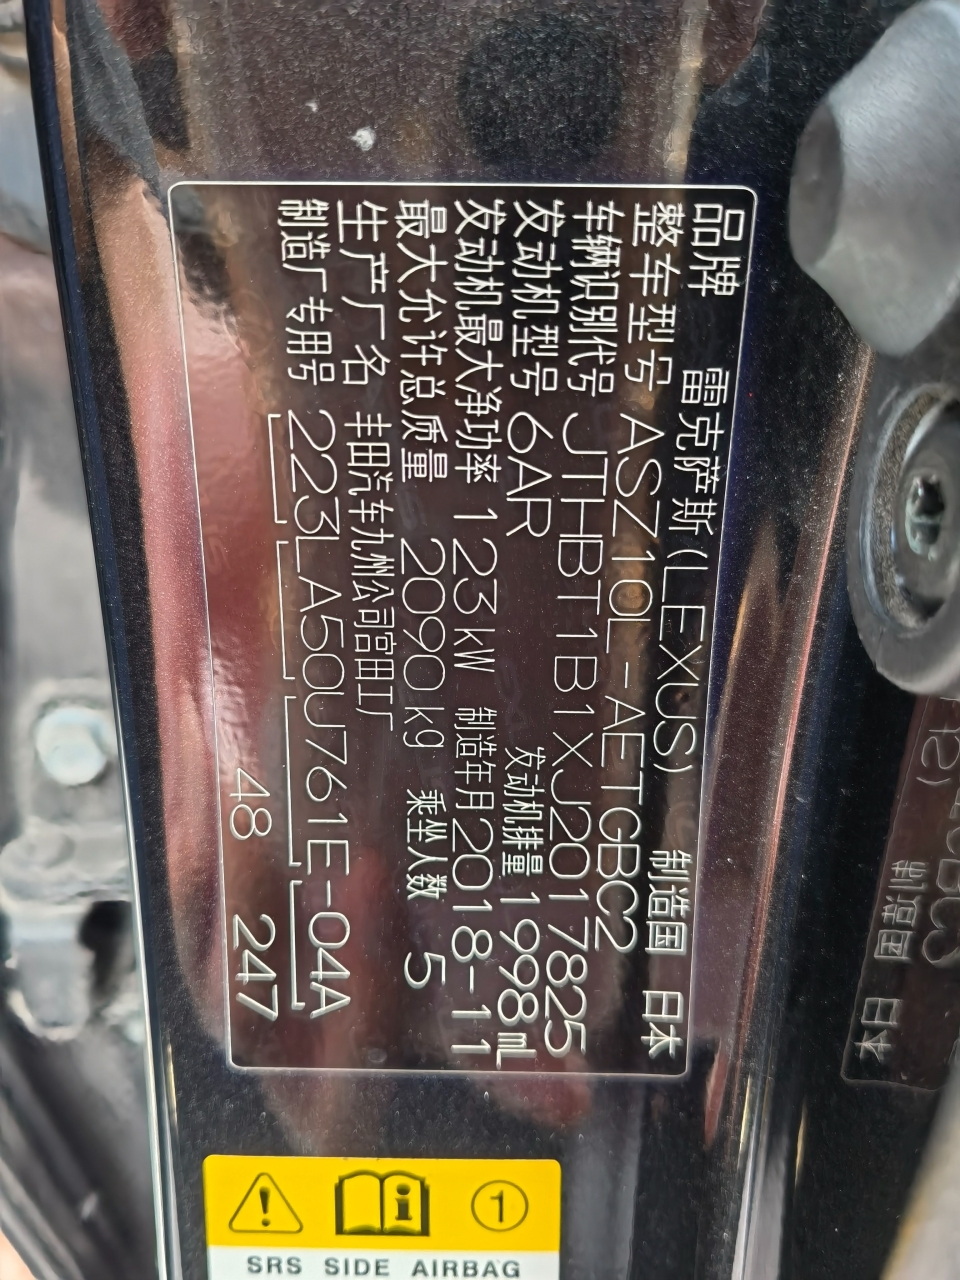 品牌 雷克萨斯(LEXUS) 制造国 日本
整车型号 ASZ10L-AETGBC2
车辆识别代号 JTHBT1B1XJ2017825
发动机型号 6AR 发动机排量 1998mL
发动机最大净功率 123kW 制造年月 2018-11
最大允许总质量 2090kg 乘坐人数 5
生产厂名 丰田汽车九州公司宫田工厂
制造厂专用号 223LA50U761E-04A
48 247
1
SRS SIDE AIRBAG